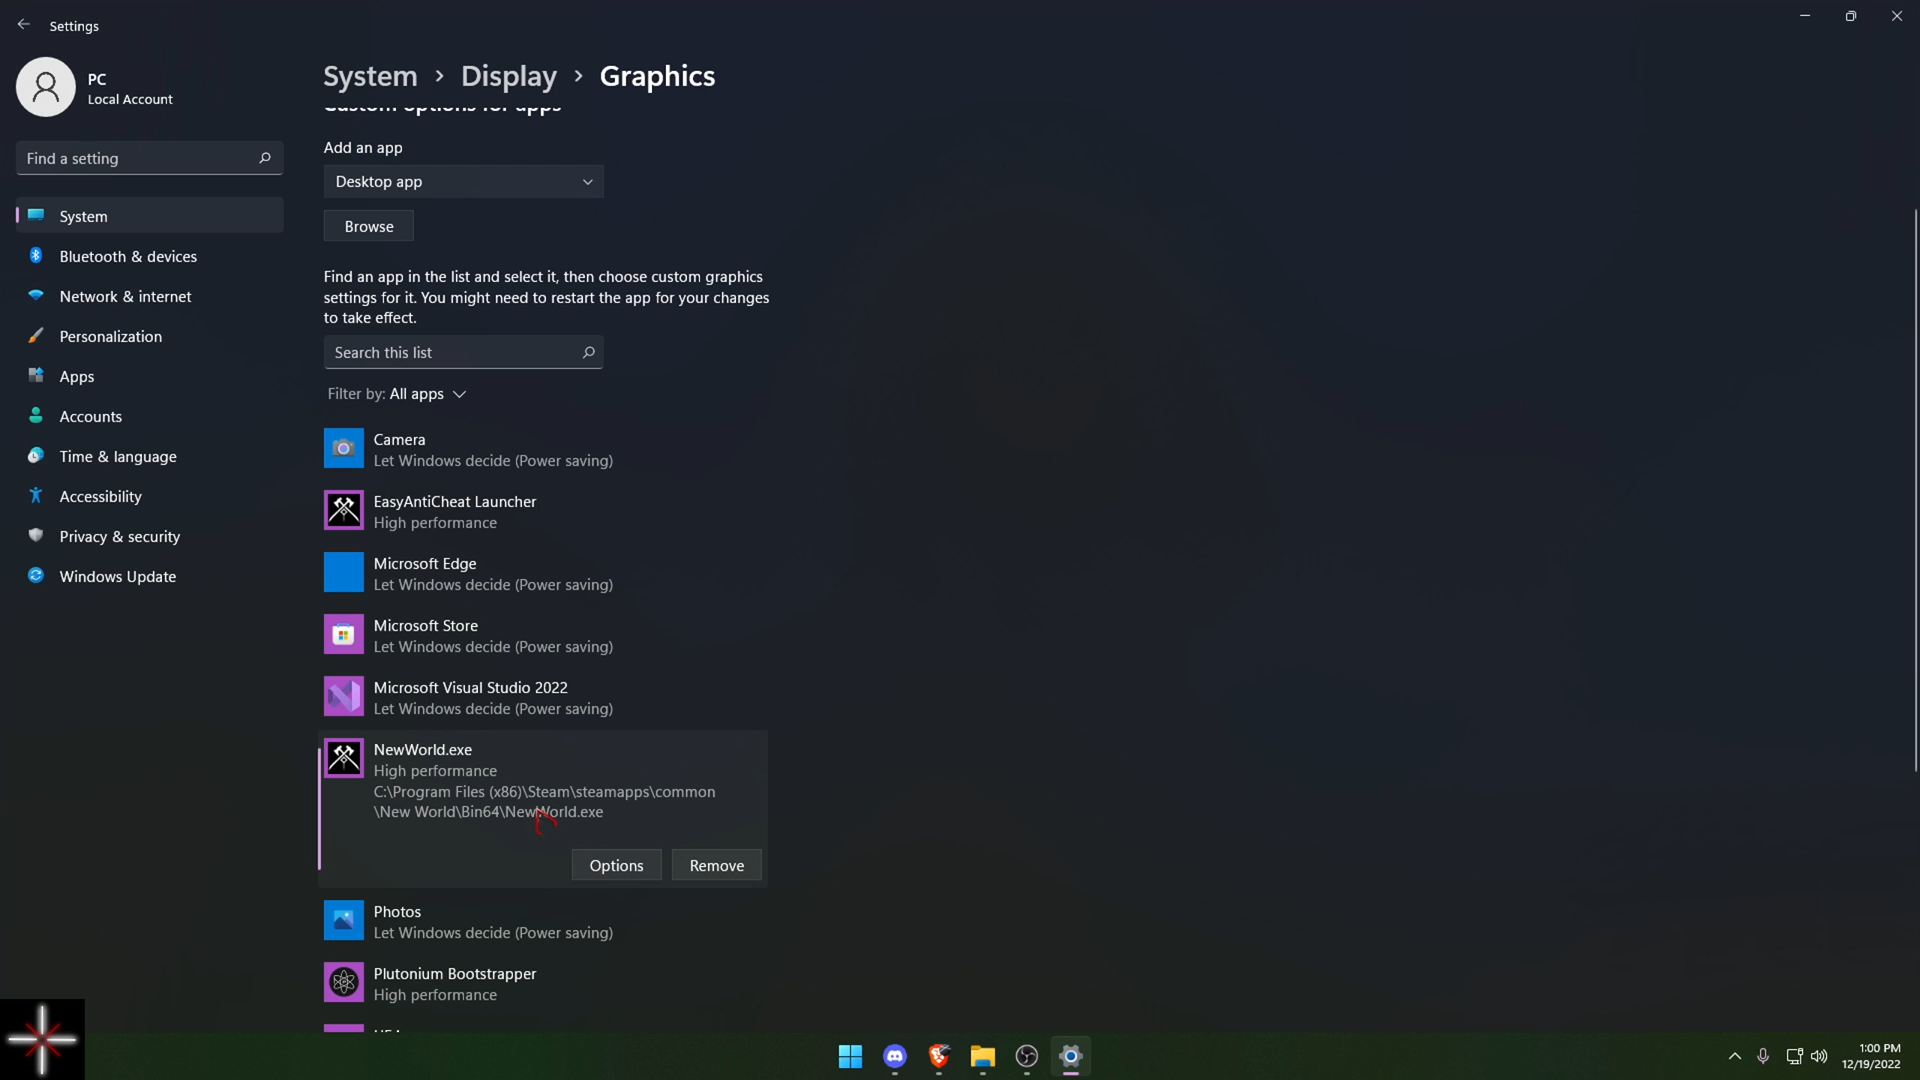 Settings
PC
Local Account
Find a setting
System
Bluetooth & devices
Network & internet
Personalization
Apps
Accounts
Time & language
Accessibility
Privacy & security
Windows Update
System > Display > Graphics
Custom options for apps
Add an app
Desktop app
Browse
Find an app in the list and select it, then choose custom graphics
settings for it. You might need to restart the app for your changes
to take effect.
Search this list
Filter by: All apps
Camera
Let Windows decide (Power saving)
EasyAntiCheat Launcher
High performance
Microsoft Edge
Let Windows decide (Power saving)
Microsoft Store
Let Windows decide (Power saving)
Microsoft Visual Studio 2022
Let Windows decide (Power saving)
NewWorld.exe
High performance
C:\Program Files (x86)\Steam\steamapps\common
\New World\Bin64\NewWorld.exe
Options
Remove
Photos
Let Windows decide (Power saving)
Plutonium Bootstrapper
High performance
1:00 PM
12/19/2022